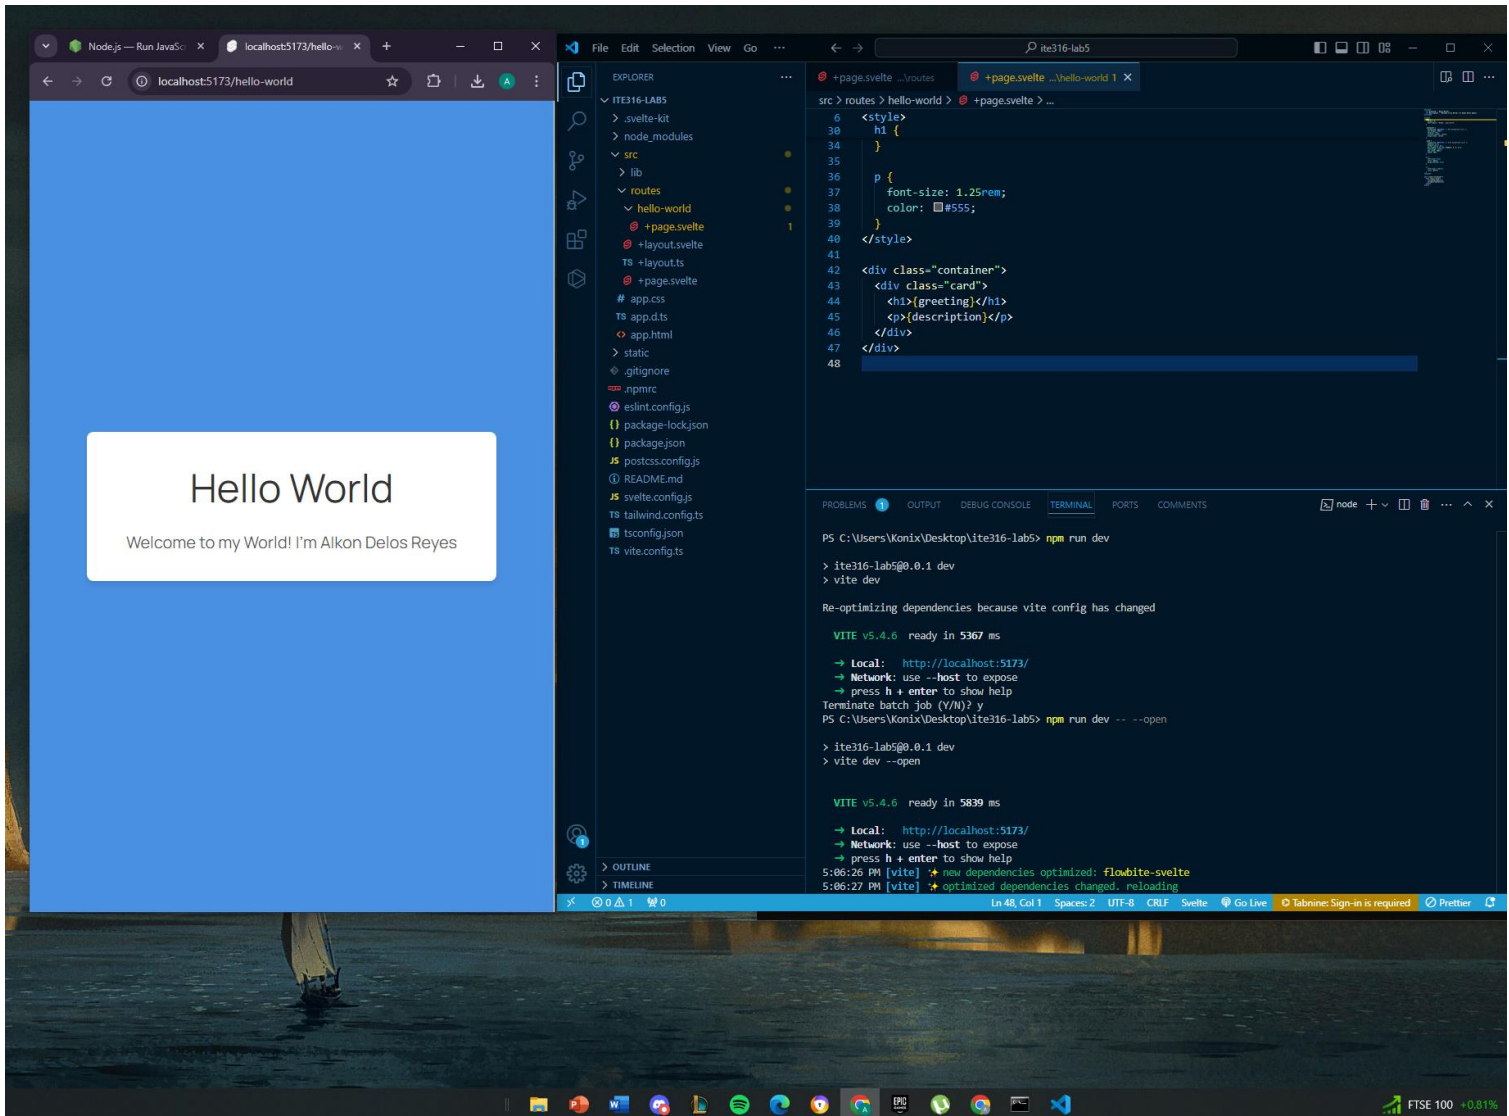 Node.js — Run JavaSc
localhost:5173/hello-w
localhost:5173/hello-world
A
Hello World
Welcome to my World! I'm Alkon Delos Reyes
File Edit Selection View Go ...
ite316-lab5
EXPLORER ...
ITE316-LAB5
.svelte-kit
node_modules
src
lib
routes
hello-world
+page.svelte 1
+layout.svelte
TS +layout.ts
+page.svelte
# app.css
TS app.d.ts
<> app.html
static
.gitignore
.npmrc
eslint.config.js
{} package-lock.json
{} package.json
JS postcss.config.js
README.md
JS svelte.config.js
TS tailwind.config.ts
tsconfig.json
TS vite.config.ts
OUTLINE
TIMELINE
+page.svelte ...\routes
+page.svelte ...\hello-world 1
src > routes > hello-world > +page.svelte > ...
6 <style>
30 h1 {
34 }
35
36 p {
37 font-size: 1.25rem;
38 color: #555;
39 }
40 </style>
41
42 <div class="container">
43 <div class="card">
44 <h1>{greeting}</h1>
45 <p>{description}</p>
46 </div>
47 </div>
48
PROBLEMS 1 OUTPUT DEBUG CONSOLE TERMINAL PORTS COMMENTS
node
PS C:\Users\Konix\Desktop\ite316-lab5> npm run dev
> ite316-lab5@0.0.1 dev
> vite dev
Re-optimizing dependencies because vite config has changed
VITE v5.4.6 ready in 5367 ms
➜ Local: http://localhost:5173/
➜ Network: use --host to expose
➜ press h + enter to show help
Terminate batch job (Y/N)? y
PS C:\Users\Konix\Desktop\ite316-lab5> npm run dev -- --open
> ite316-lab5@0.0.1 dev
> vite dev --open
VITE v5.4.6 ready in 5839 ms
➜ Local: http://localhost:5173/
➜ Network: use --host to expose
➜ press h + enter to show help
5:06:26 PM [vite] ✨ new dependencies optimized: flowbite-svelte
5:06:27 PM [vite] ✨ optimized dependencies changed. reloading
1
0 1 0
Ln 48, Col 1 Spaces: 2 UTF-8 CRLF Svelte Go Live Tabnine: Sign-in is required Prettier
EPIC
FTSE 100 +0.81%